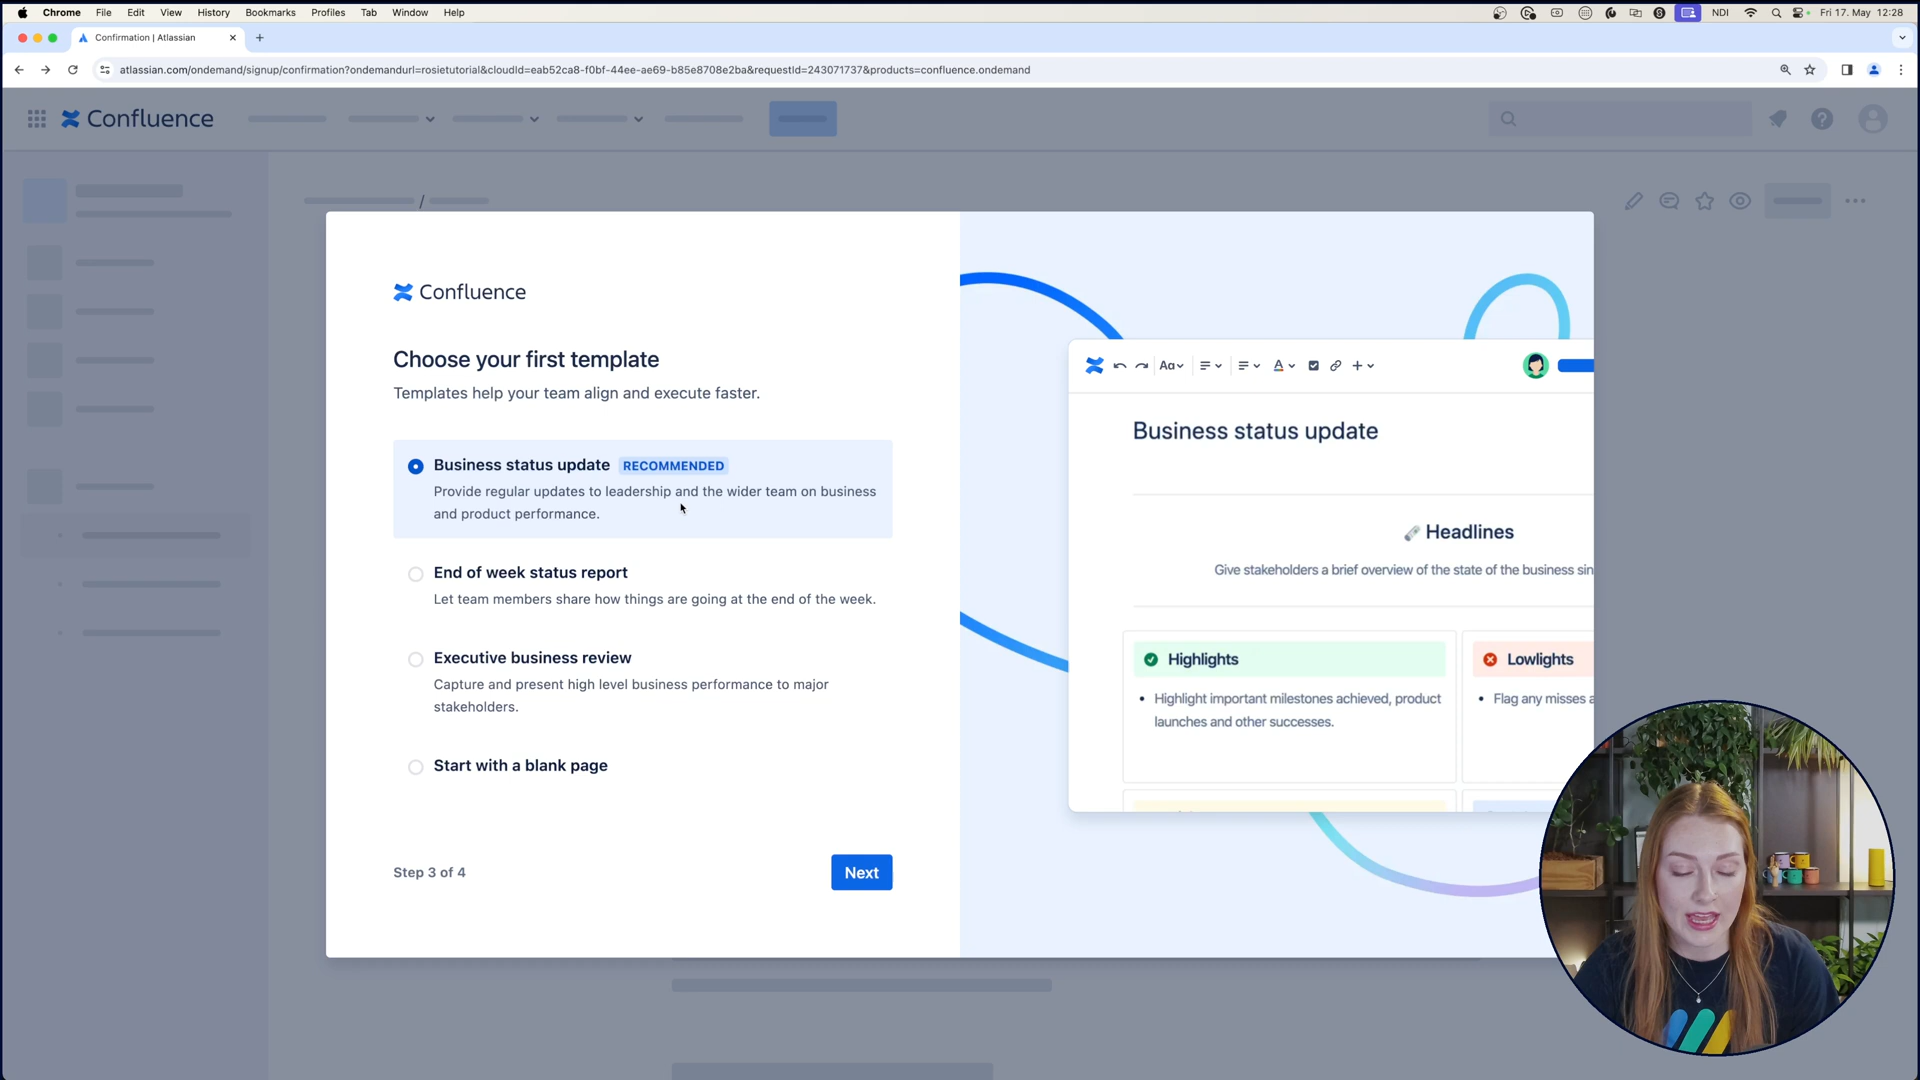 Chrome File Edit View History Bookmarks Profiles Tab Window Help
NDI
Fri 17. May 12:28
Confirmation | Atlassian
atlassian.com/ondemand/signup/confirmation?ondemandurl=rosietutorial&cloudId=eab52ca8-f0bf-44ee-ae69-b85e8708e2ba&requestId=243071737&products=confluence.ondemand
Confluence
/
Confluence
Choose your first template
Templates help your team align and execute faster.
Business status update RECOMMENDED
Provide regular updates to leadership and the wider team on business
and product performance.
End of week status report
Let team members share how things are going at the end of the week.
Executive business review
Capture and present high level business performance to major
stakeholders.
Start with a blank page
Step 3 of 4
Next
Aa
A
Business status update
Headlines
Give stakeholders a brief overview of the state of the business sin
Highlights
Highlight important milestones achieved, product
launches and other successes.
Lowlights
Flag any misses a